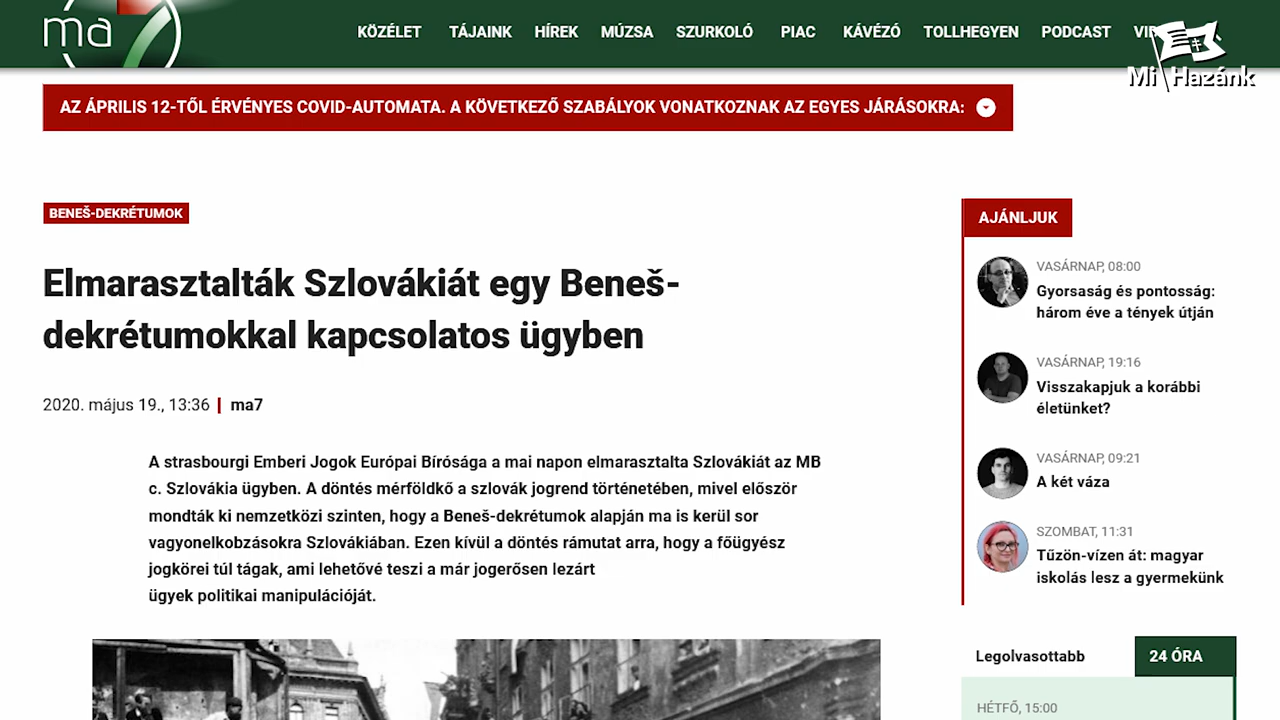 ma7
KÖZÉLET TÁJAINK HÍREK MÚZSA SZURKOLÓ PIAC KÁVÉZÓ TOLLHEGYEN PODCAST
Mi Hazánk
AZ ÁPRILIS 12-TŐL ÉRVÉNYES COVID-AUTOMATA. A KÖVETKEZŐ SZABÁLYOK VONATKOZNAK AZ EGYES JÁRÁSOKRA:
BENEŠ-DEKRÉTUMOK
Elmarasztalták Szlovákiát egy Beneš-
dekrétumokkal kapcsolatos ügyben
2020. május 19., 13:36 | ma7
A strasbourgi Emberi Jogok Európai Bírósága a mai napon elmarasztalta Szlovákiát az MB
c. Szlovákia ügyben. A döntés mérföldkő a szlovák jogrend történetében, mivel először
mondták ki nemzetközi szinten, hogy a Beneš-dekrétumok alapján ma is kerül sor
vagyonelkobzásokra Szlovákiában. Ezen kívül a döntés rámutat arra, hogy a főügyész
jogkörei túl tágak, ami lehetővé teszi a már jogerősen lezárt
ügyek politikai manipulációját.
AJÁNLJUK
VASÁRNAP, 08:00
Gyorsaság és pontosság:
három éve a tények útján
VASÁRNAP, 19:16
Visszakapjuk a korábbi
életünket?
VASÁRNAP, 09:21
A két váza
SZOMBAT, 11:31
Tűzön-vízen át: magyar
iskolás lesz a gyermekünk
Legolvasottabb 24 ÓRA
HÉTFŐ, 15:00